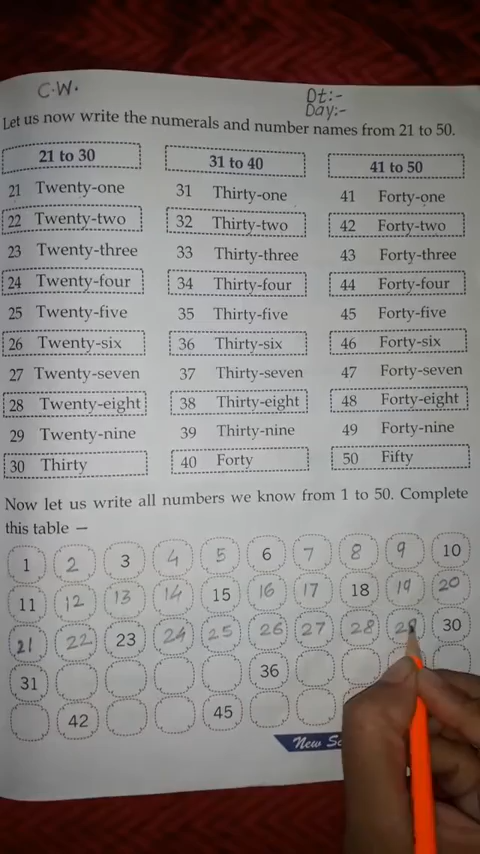 C.W.
Dt:-
Day:-
Let us now write the numerals and number names from 21 to 50.
21 to 30 31 to 40 41 to 50
21 Twenty-one 31 Thirty-one 41 Forty-one
22 Twenty-two 32 Thirty-two 42 Forty-two
23 Twenty-three 33 Thirty-three 43 Forty-three
24 Twenty-four 34 Thirty-four 44 Forty-four
25 Twenty-five 35 Thirty-five 45 Forty-five
26 Twenty-six 36 Thirty-six 46 Forty-six
27 Twenty-seven 37 Thirty-seven 47 Forty-seven
28 Twenty-eight 38 Thirty-eight 48 Forty-eight
29 Twenty-nine 39 Thirty-nine 49 Forty-nine
30 Thirty 40 Forty 50 Fifty
Now let us write all numbers we know from 1 to 50. Complete
this table —
1 2 3 4 5 6 7 8 9 10
11 12 13 14 15 16 17 18 19 20
21 22 23 24 25 26 27 28 29 30
31 36
42 45
New